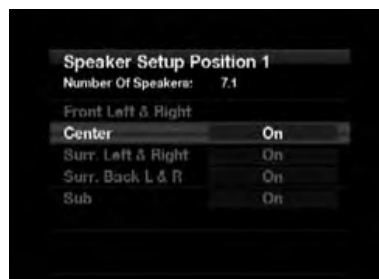 Speaker Setup Position 1
Number Of Speakers: 7.1
Front Left & Right
Center On
Surr. Left & Right On
Surr. Back L & R On
Sub On